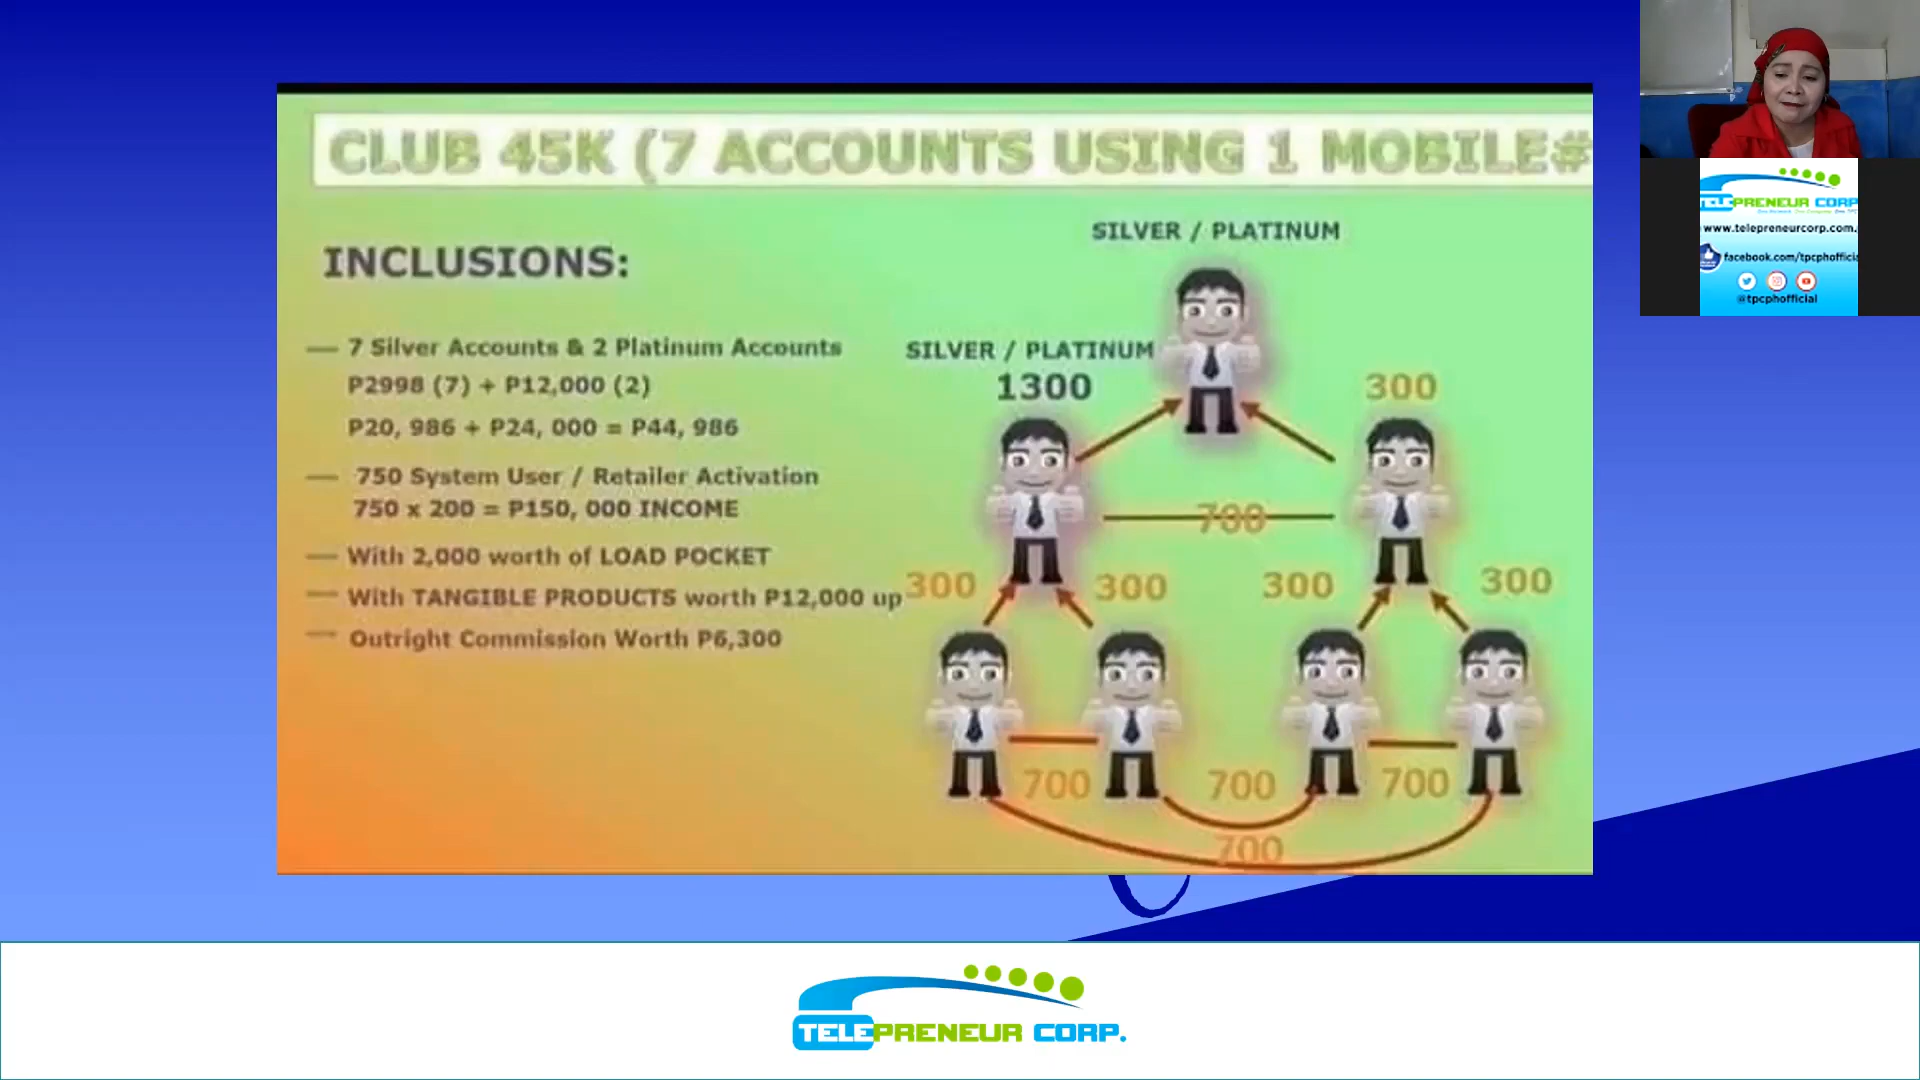 CLUB 45K (7 ACCOUNTS USING 1 MOBILE#
INCLUSIONS:
7 Silver Accounts & 2 Platinum Accounts
P2998 (7) + P12,000 (2)
P20, 986 + P24, 000 = P44, 986
750 System User / Retailer Activation
750 x 200 = P150, 000 INCOME
With 2,000 worth of LOAD POCKET
With TANGIBLE PRODUCTS worth P12,000 up
Outright Commission Worth P6,300
SILVER / PLATINUM
SILVER / PLATINUM
1300
300
700
300
300
300
300
700
700
700
700
TELEPRENEUR CORP
www.telepreneurcorp.com.
facebook.com/tpcphofficia
@tpcphofficial
TELEPRENEUR CORP.